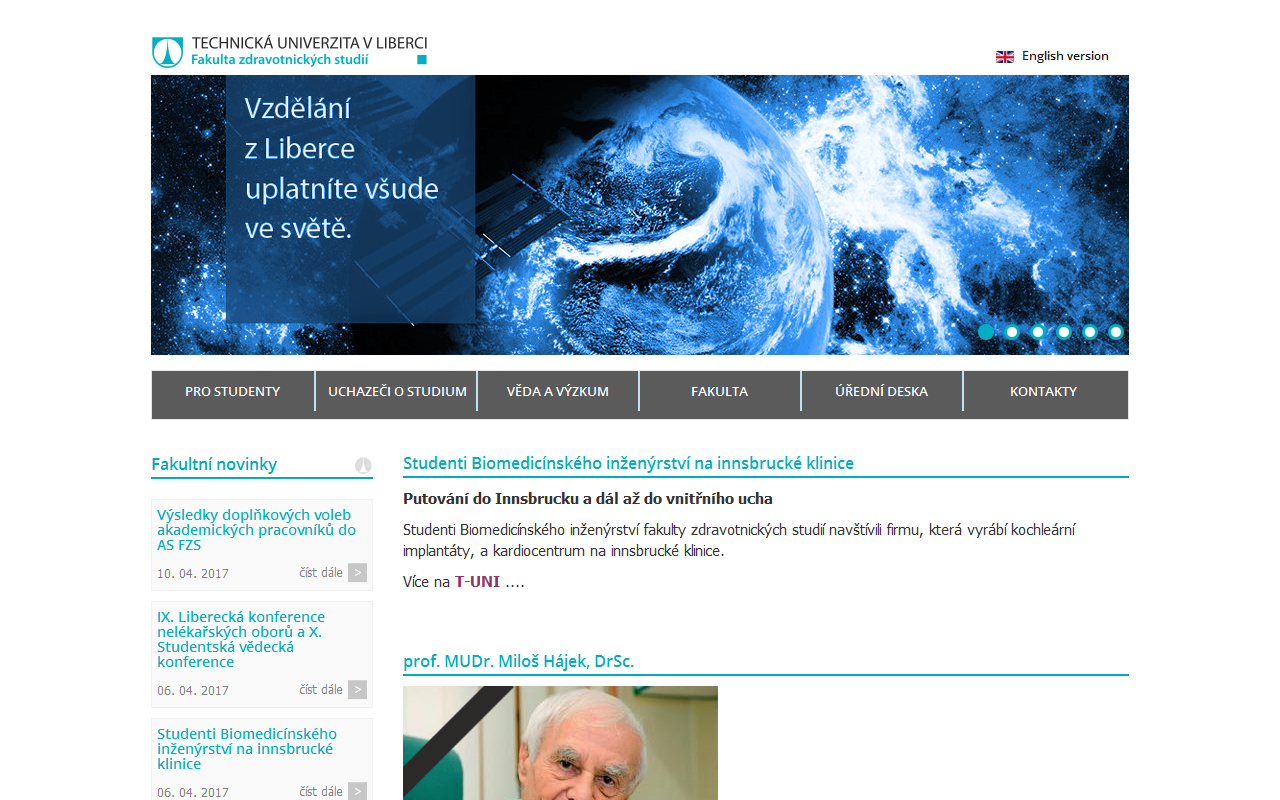 TECHNICKÁ UNIVERZITA V LIBERCI
Fakulta zdravotnických studií
English version
Vzdělání
z Liberce
uplatníte všude
ve světě.
PRO STUDENTY
UCHAZEČI O STUDIUM
VĚDA A VÝZKUM
FAKULTA
ÚŘEDNÍ DESKA
KONTAKTY
Fakultní novinky
Výsledky doplňkových voleb
akademických pracovníků do
AS FZS
10. 04. 2017
číst dále >
IX. Liberecká konference
nelékařských oborů a X.
Studentská vědecká
konference
06. 04. 2017
číst dále >
Studenti Biomedicínského
inženýrství na innsbrucké
klinice
06. 04. 2017
číst dále >
Studenti Biomedicínského inženýrství na innsbrucké klinice
Putování do Innsbrucku a dál až do vnitřního ucha
Studenti Biomedicínského inženýrství fakulty zdravotnických studií navštívili firmu, která vyrábí kochleární
implantáty, a kardiocentrum na innsbrucké klinice.
Více na T-UNI ....
prof. MUDr. Miloš Hájek, DrSc.